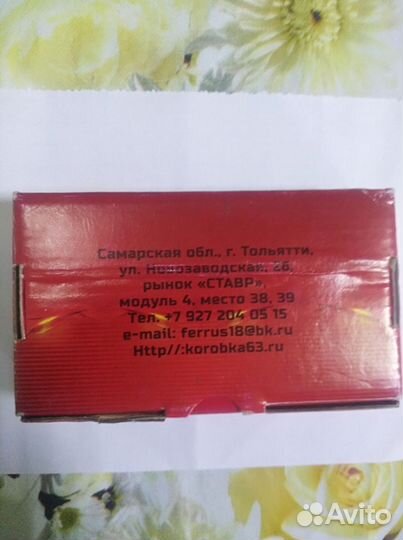 Самарская обл., г. Тольятти,
ул. Новозаводская, 2б,
рынок «СТАВР»,
модуль 4, место 38, 39
Тел. +7 927 204 05 15
e-mail: ferrus18@bk.ru
Http//:korobka63.ru
Avito